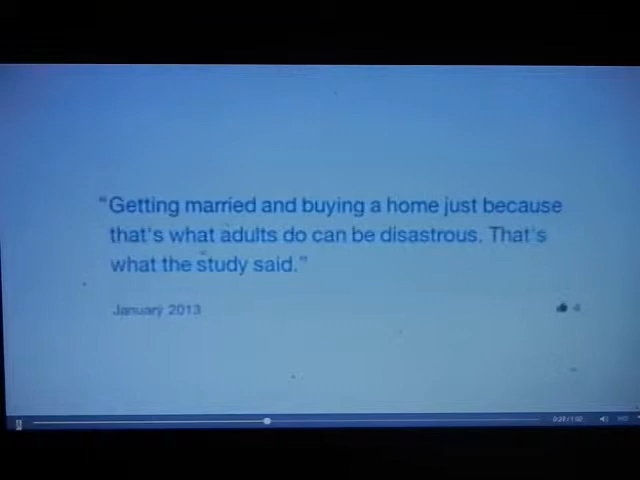 "Getting married and buying a home just because
that's what adults do can be disastrous. That's
what the study said."
January 2013
4